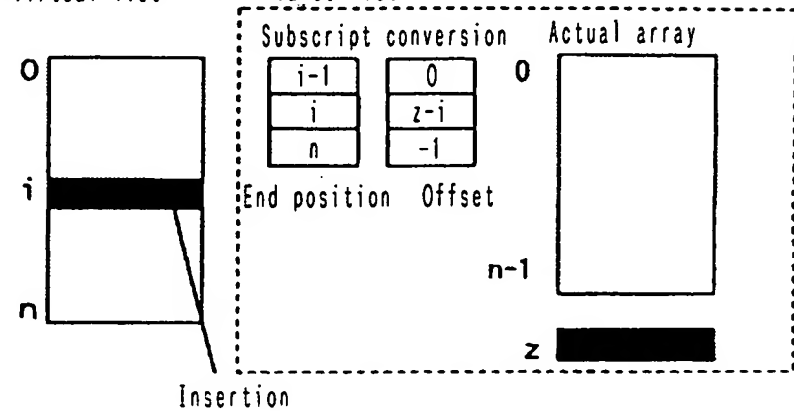 Subscript conversion
Actual array
0
i-1 0
i z-i
n -1
0
i
End position Offset
n-1
n
z
Insertion